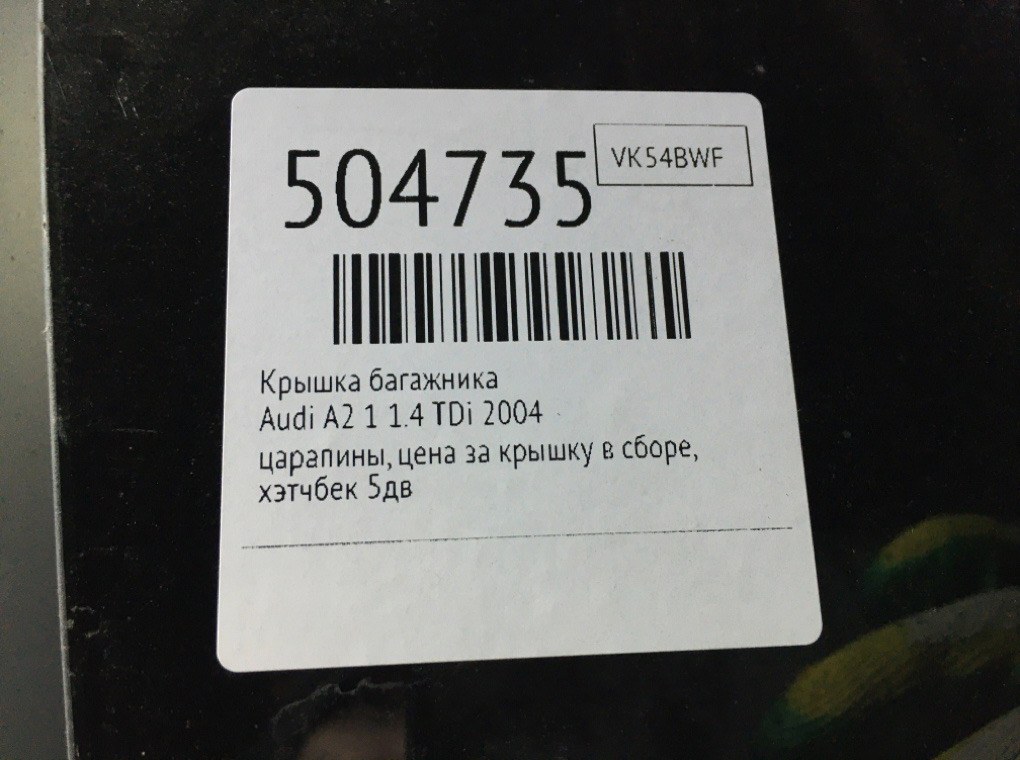 504735
VK54BWF
Крышка багажника
Audi A2 1 1.4 TDi 2004
царапины, цена за крышку в сборе,
хэтчбек 5дв